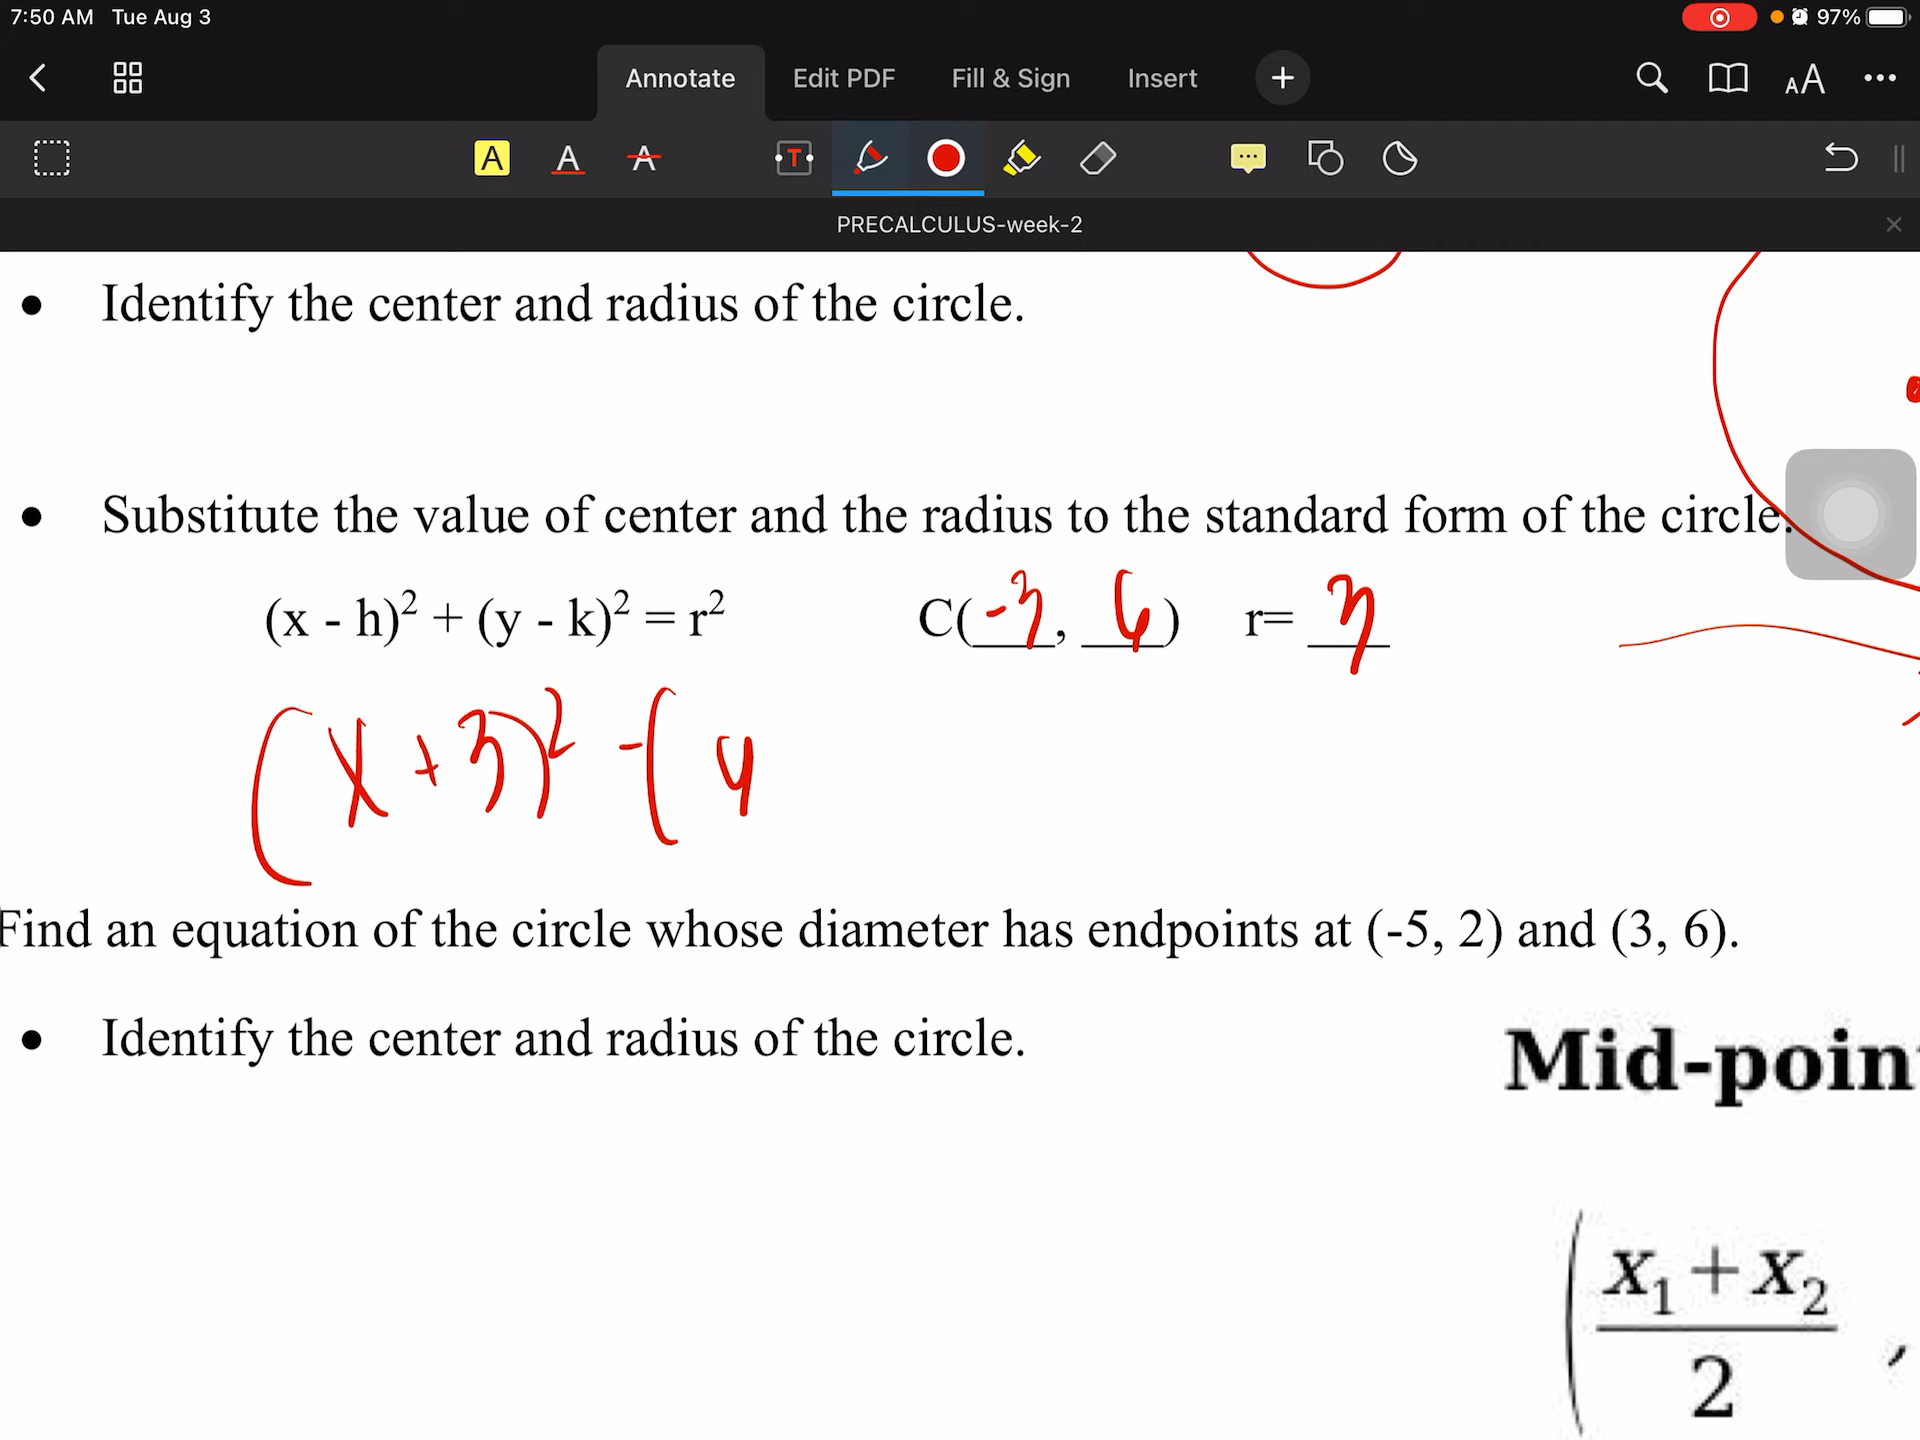 7:50 AM Tue Aug 3 97%
Annotate Edit PDF Fill & Sign Insert +
AA
A A A T
PRECALCULUS-week-2 ×
• Identify the center and radius of the circle.
• Substitute the value of center and the radius to the standard form of the circle.
(x - h)² + (y - k)² = r² C(-3, 6) r= 3
(x + 3)² - ( y
Find an equation of the circle whose diameter has endpoints at (-5, 2) and (3, 6).
• Identify the center and radius of the circle.
Mid-poin
( x₁ + x₂
2 ,